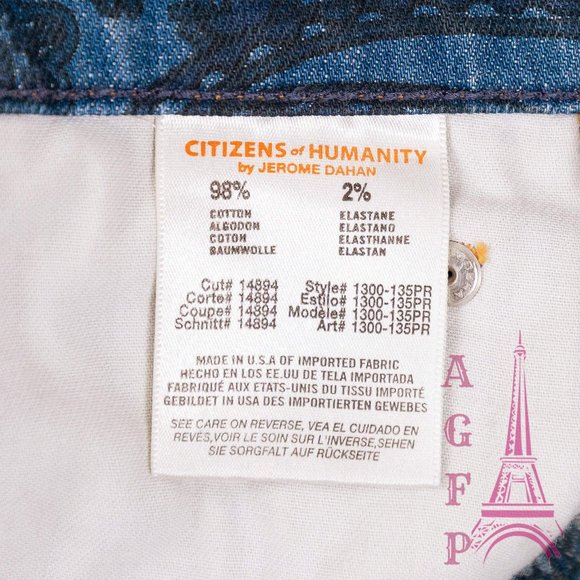 CITIZENS of HUMANITY
by JEROME DAHAN
98% 2%
COTTON ELASTANE
ALGODON ELASTANO
COTON ELASTHANNE
BAUMWOLLE ELASTAN
Cut# 14894 Style# 1300-135PR
Corte# 14894 Estilo# 1300-135PR
Coupe# 14894 Modèle# 1300-135PR
Schnitt# 14894 Art# 1300-135PR
MADE IN U.S.A OF IMPORTED FABRIC
HECHO EN LOS EE.UU DE TELA IMPORTADA
FABRIQUÉ AUX ETATS-UNIS DU TISSU IMPORTÉ
GEBILDET IN USA DES IMPORTIERTEN GEWEBES
SEE CARE ON REVERSE, VEA EL CUIDADO EN
REVÉS,VOIR LE SOIN SUR L'INVERSE,SEHEN
SIE SORGFALT AUF RÜCKSEITE
A
G
F
P